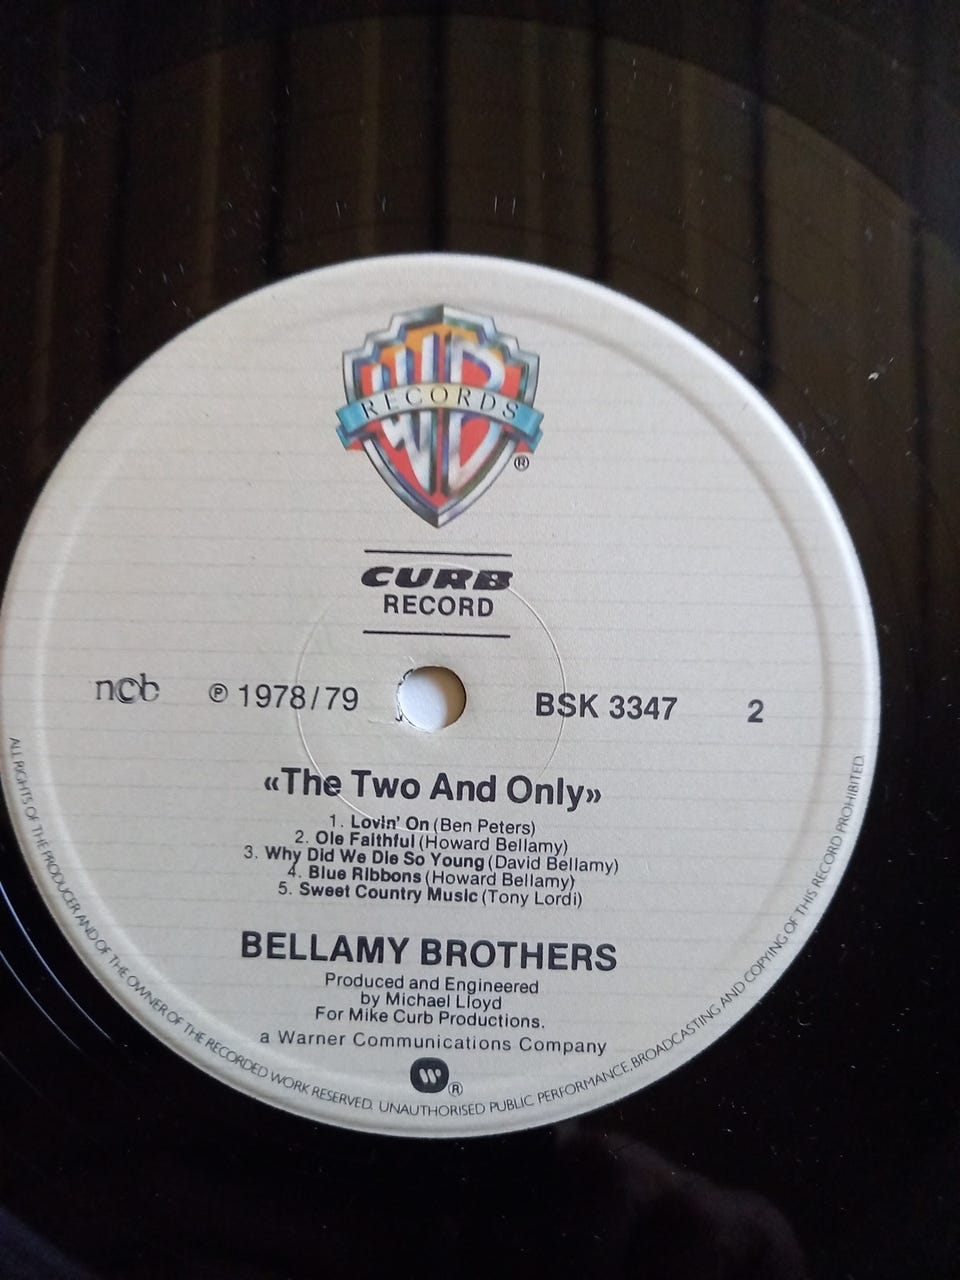 WB
RECORDS
®
CURB
RECORD
ncb ℗ 1978/79 BSK 3347 2
«The Two And Only»
1. Lovin' On (Ben Peters)
2. Ole Faithful (Howard Bellamy)
3. Why Did We Die So Young (David Bellamy)
4. Blue Ribbons (Howard Bellamy)
5. Sweet Country Music (Tony Lordi)
BELLAMY BROTHERS
Produced and Engineered
by Michael Lloyd
For Mike Curb Productions.
a Warner Communications Company
®
ALL RIGHTS OF THE PRODUCER AND OF THE OWNER OF THE RECORDED WORK RESERVED. UNAUTHORISED PUBLIC PERFORMANCE, BROADCASTING AND COPYING OF THIS RECORD PROHIBITED.